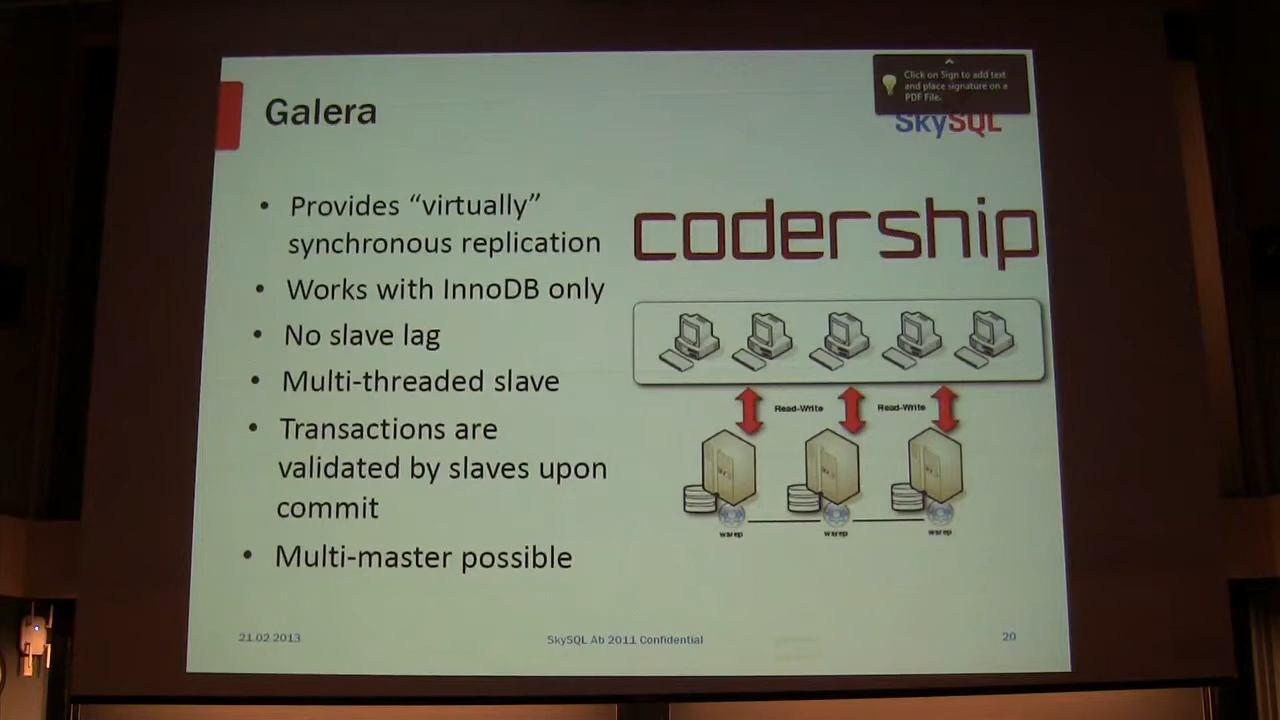 Click on Sign to add text
and place signature on a
PDF File.
SkySQL
Galera
• Provides “virtually”
synchronous replication
• Works with InnoDB only
• No slave lag
• Multi-threaded slave
• Transactions are
validated by slaves upon
commit
• Multi-master possible
codership
Read-Write Read-Write
wsrep wsrep wsrep
21.02.2013 SkySQL Ab 2011 Confidential 20